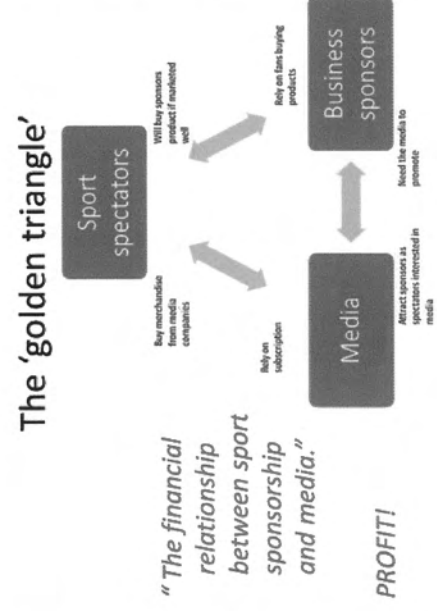 The 'golden triangle'
"The financial
relationship
between sport
sponsorship
and media."
PROFIT!
Sport
spectators
Buy merchandise
from media
companies
Will buy sponsors
product if marketed
well
Rely on
subscription
Rely on fans buying
products
Media
Business
sponsors
Attract sponsors as
spectators interested in
media
Need the media to
promote